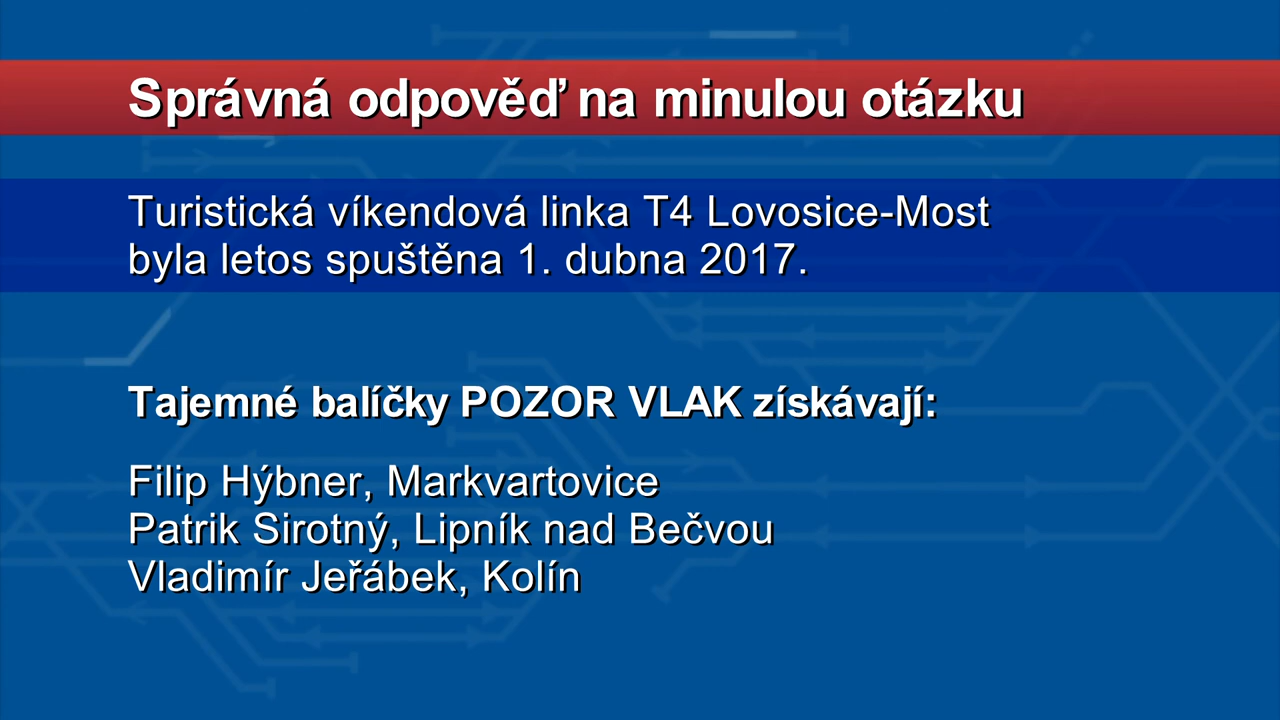 Správná odpověď na minulou otázku
Turistická víkendová linka T4 Lovosice-Most
byla letos spuštěna 1. dubna 2017.
Tajemné balíčky POZOR VLAK získávají:
Filip Hýbner, Markvartovice
Patrik Sirotný, Lipník nad Bečvou
Vladimír Jeřábek, Kolín